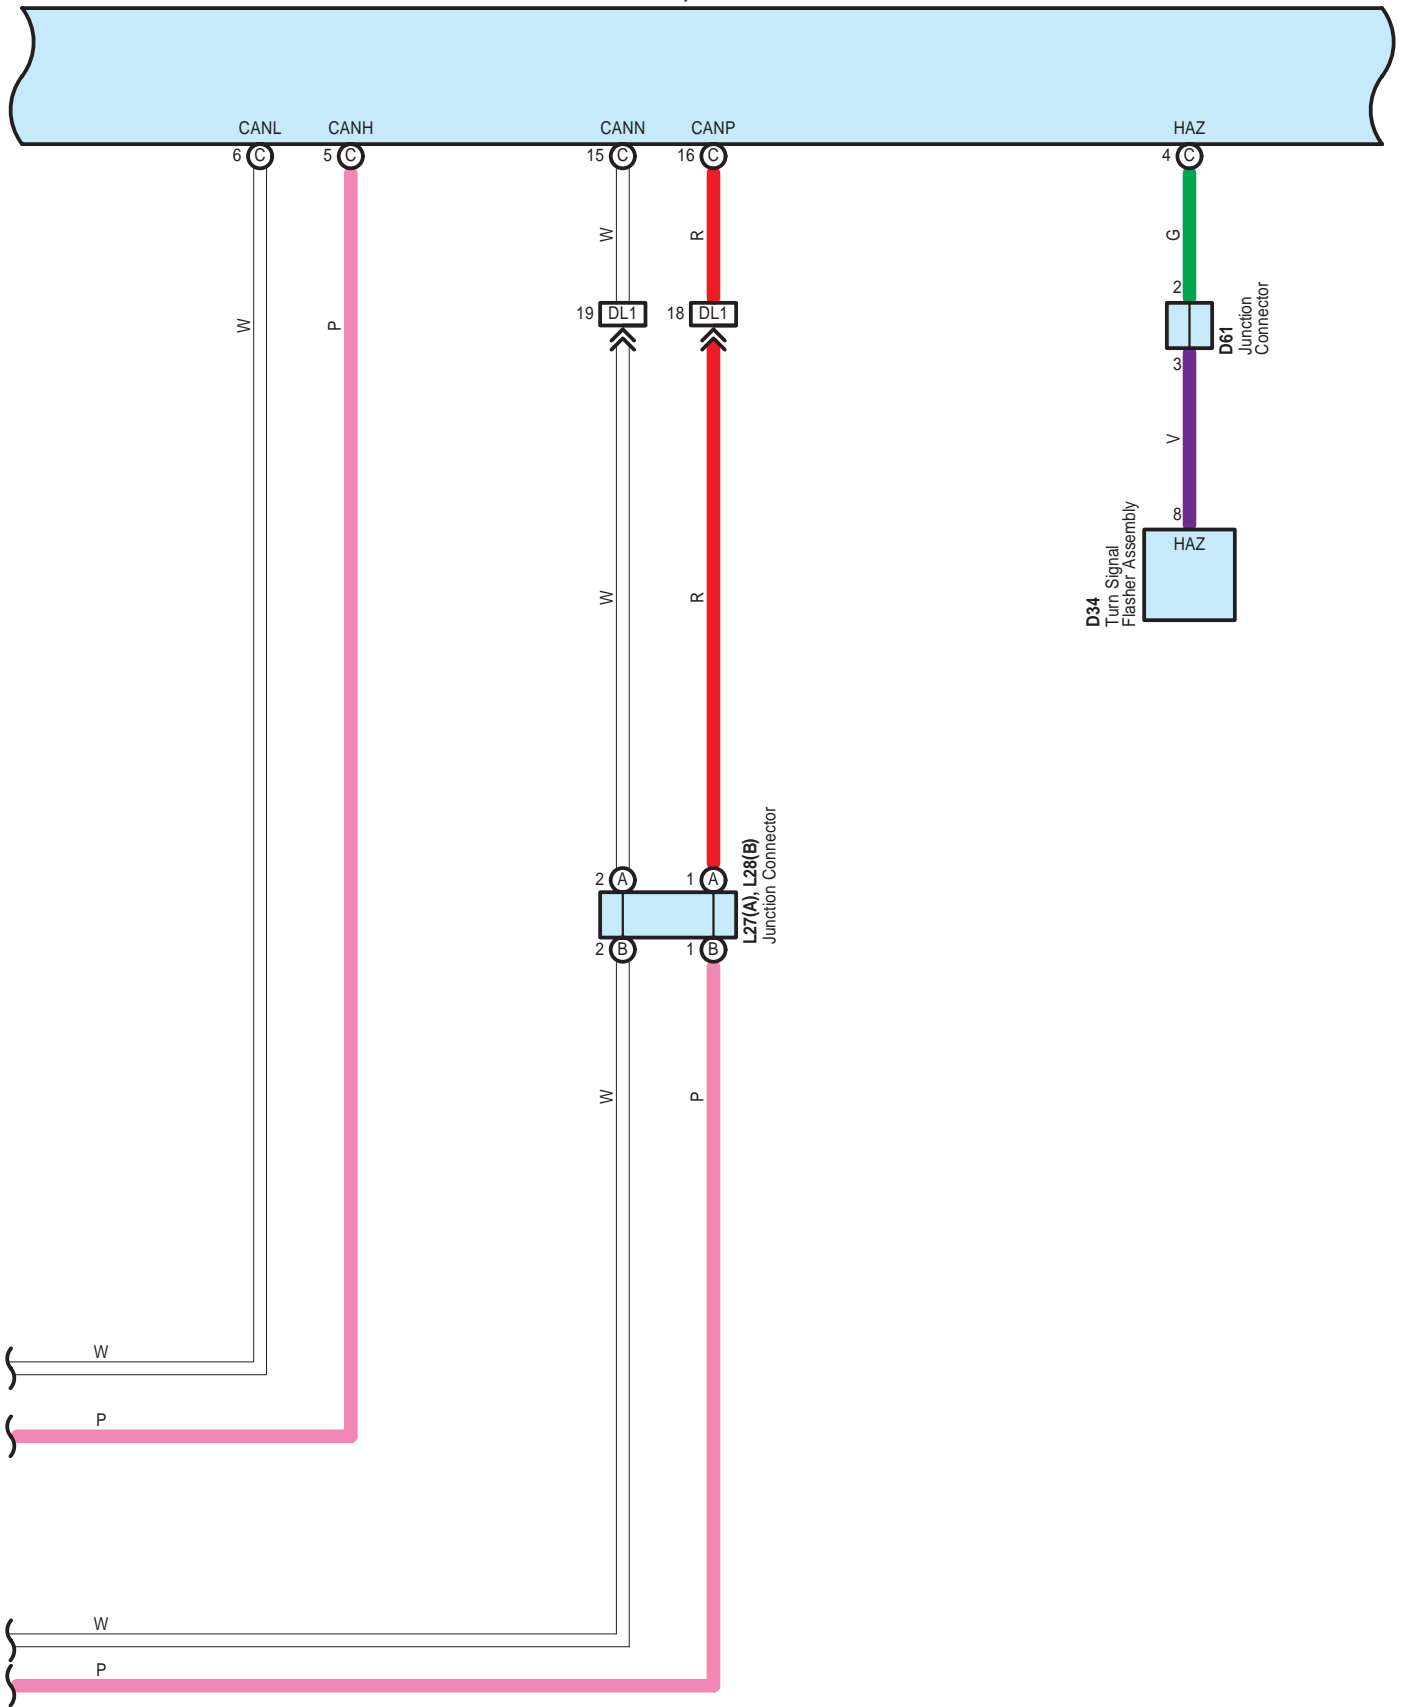 CANL CANH CANN CANP HAZ
6 C 5 C 15 C 16 C 4 C
W R G
19 DL1 18 DL1
2
W P
D61
Junction
Connector
3
V
8
HAZ
D34
Turn Signal
Flasher Assembly
W R
2 A 1 A
L27(A), L28(B)
Junction Connector
2 B 1 B
W P
W
P
W
P